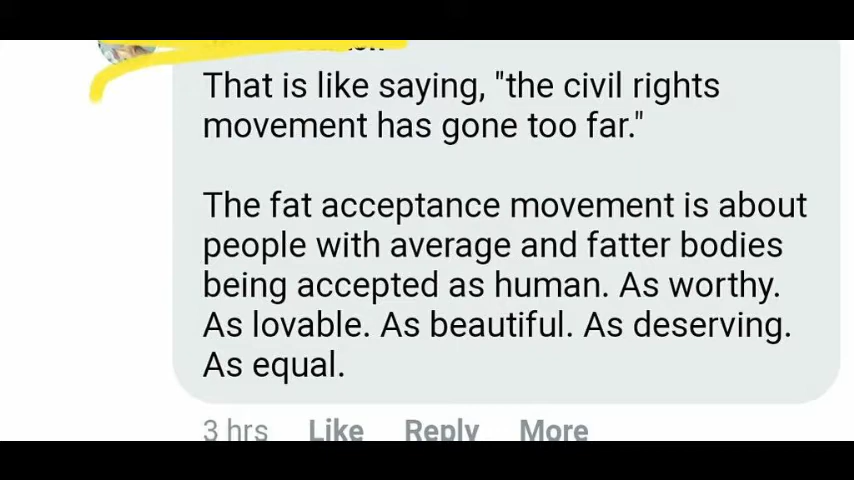 That is like saying, "the civil rights
movement has gone too far."
The fat acceptance movement is about
people with average and fatter bodies
being accepted as human. As worthy.
As lovable. As beautiful. As deserving.
As equal.
3 hrs Like Reply More